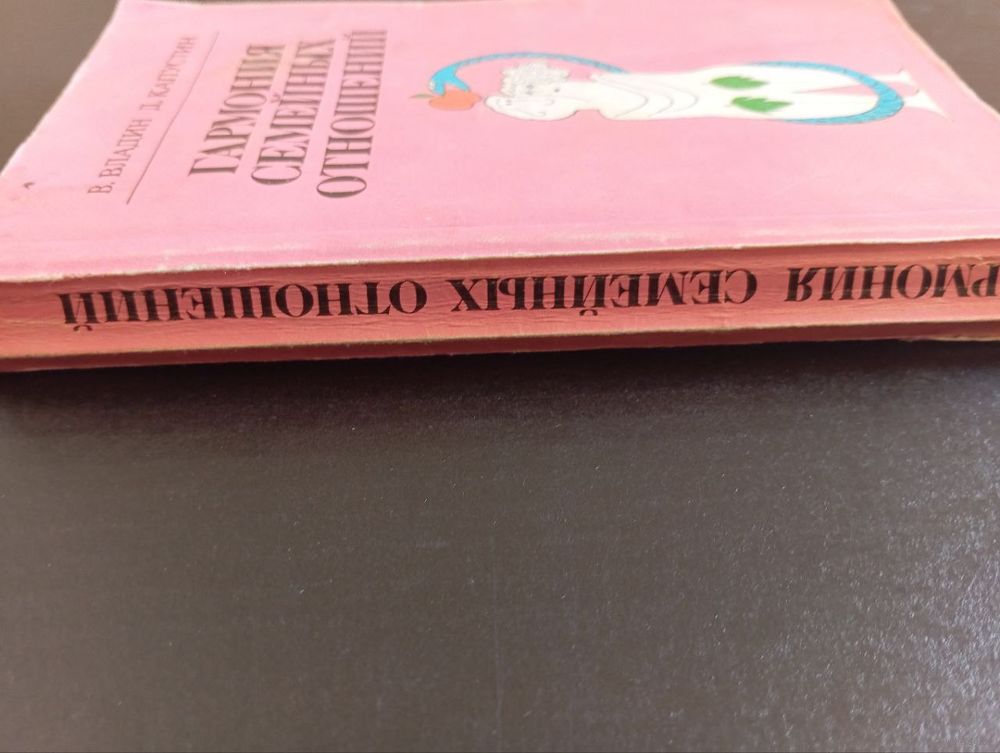 В. ВЛАДИН Д. КАПУСТИН
ГАРМОНИЯ
СЕМЕЙНЫХ
ОТНОШЕНИЙ
РМОНИЯ СЕМЕЙНЫХ ОТНОШЕНИЙ